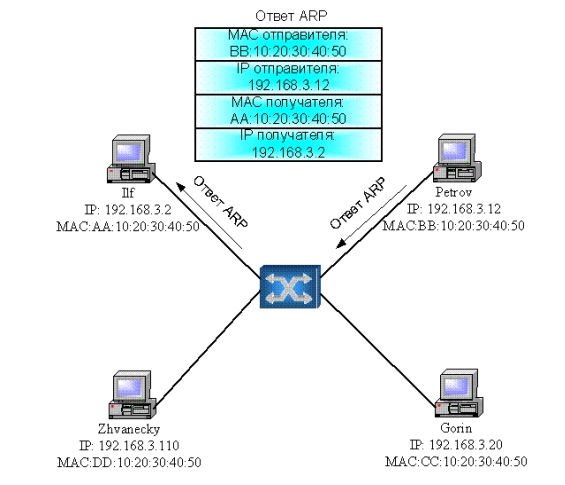 Ответ ARP
MAC отправителя:
BB:10:20:30:40:50
IP отправителя:
192.168.3.12
MAC получателя:
AA:10:20:30:40:50
IP получателя:
192.168.3.2
Ilf
IP: 192.168.3.2
MAC:AA:10:20:30:40:50
Ответ ARP
Ответ ARP
Petrov
IP: 192.168.3.12
MAC:BB:10:20:30:40:50
Zhvanecky
IP: 192.168.3.110
MAC:DD:10:20:30:40:50
Gorin
IP: 192.168.3.20
MAC:CC:10:20:30:40:50